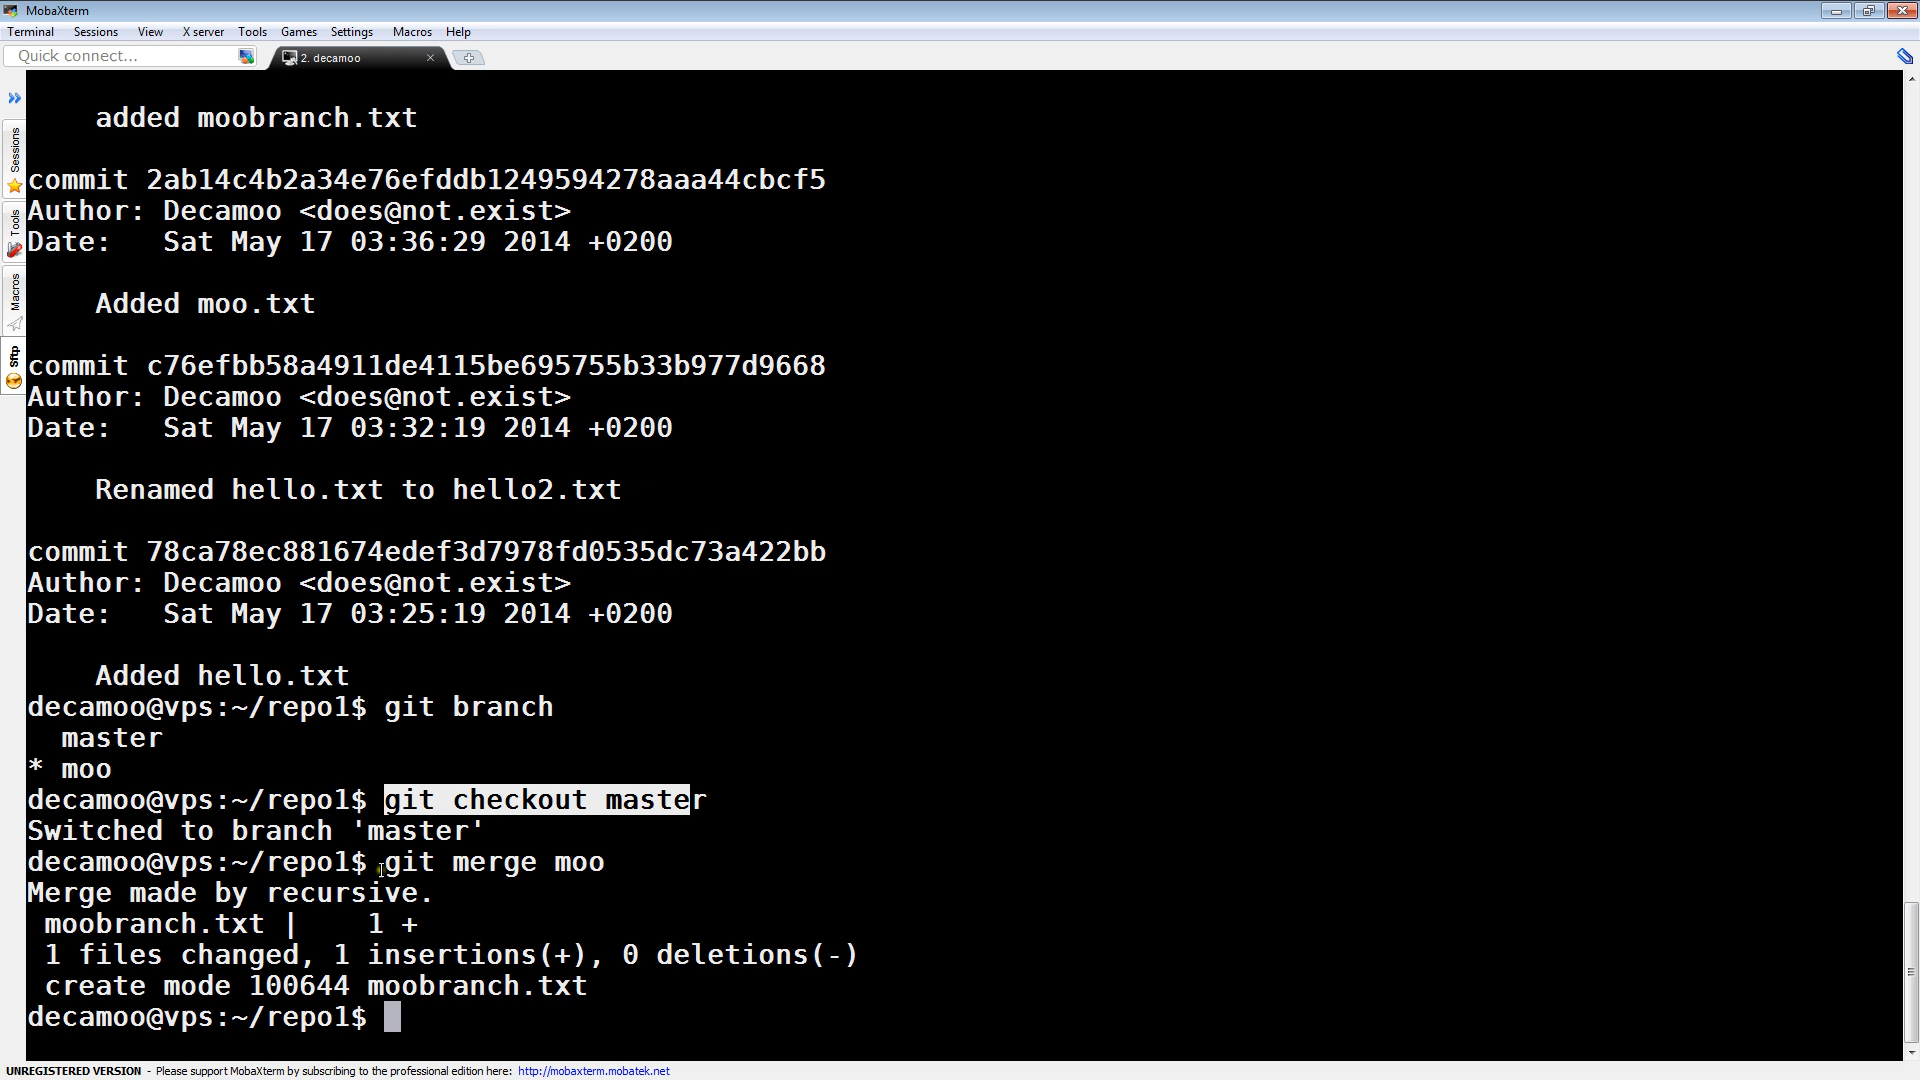 MobaXterm
Terminal Sessions View X server Tools Games Settings Macros Help
Quick connect...
2. decamoo
Sessions
Tools
Macros
Sftp
added moobranch.txt
commit 2ab14c4b2a34e76efddb1249594278aaa44cbcf5
Author: Decamoo <does@not.exist>
Date:   Sat May 17 03:36:29 2014 +0200
Added moo.txt
commit c76efbb58a4911de4115be695755b33b977d9668
Author: Decamoo <does@not.exist>
Date:   Sat May 17 03:32:19 2014 +0200
Renamed hello.txt to hello2.txt
commit 78ca78ec881674edef3d7978fd0535dc73a422bb
Author: Decamoo <does@not.exist>
Date:   Sat May 17 03:25:19 2014 +0200
Added hello.txt
decamoo@vps:~/repo1$ git branch
  master
* moo
decamoo@vps:~/repo1$ git checkout master
Switched to branch 'master'
decamoo@vps:~/repo1$ git merge moo
Merge made by recursive.
 moobranch.txt |    1 +
 1 files changed, 1 insertions(+), 0 deletions(-)
 create mode 100644 moobranch.txt
decamoo@vps:~/repo1$
UNREGISTERED VERSION - Please support MobaXterm by subscribing to the professional edition here: http://mobaxterm.mobatek.net